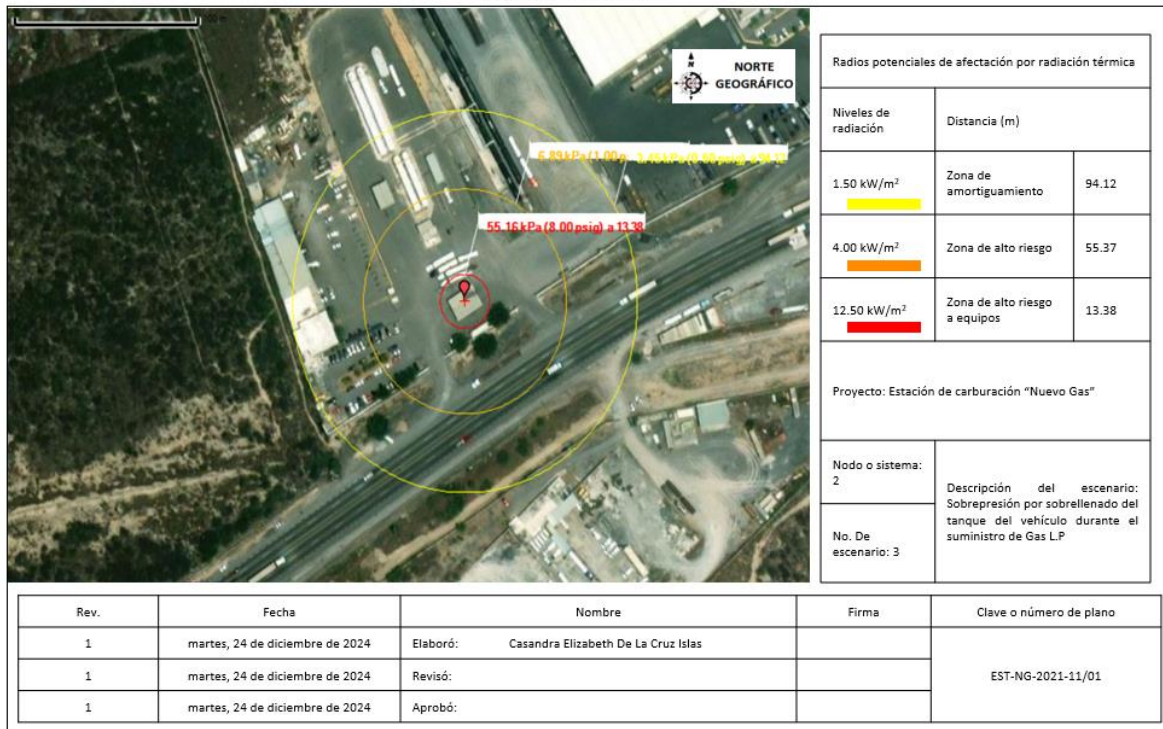 NORTE
GEOGRÁFICO
6.89 kPa (1.00 p
55.16 kPa (8.00 psig) a 13.38
Radios potenciales de afectación por radiación térmica
Niveles de
radiación
Distancia (m)
1.50 kW/m²
Zona de
amortiguamiento
94.12
4.00 kW/m²
Zona de alto riesgo
55.37
12.50 kW/m²
Zona de alto riesgo
a equipos
13.38
Proyecto: Estación de carburación “Nuevo Gas”
Nodo o sistema:
2
No. De
escenario: 3
Descripción del escenario:
Sobrepresión por sobrellenado del
tanque del vehículo durante el
suministro de Gas L.P
Rev. Fecha Nombre Firma Clave o número de plano
1 martes, 24 de diciembre de 2024 Elaboró: Casandra Elizabeth De La Cruz Islas
1 martes, 24 de diciembre de 2024 Revisó: EST-NG-2021-11/01
1 martes, 24 de diciembre de 2024 Aprobó: